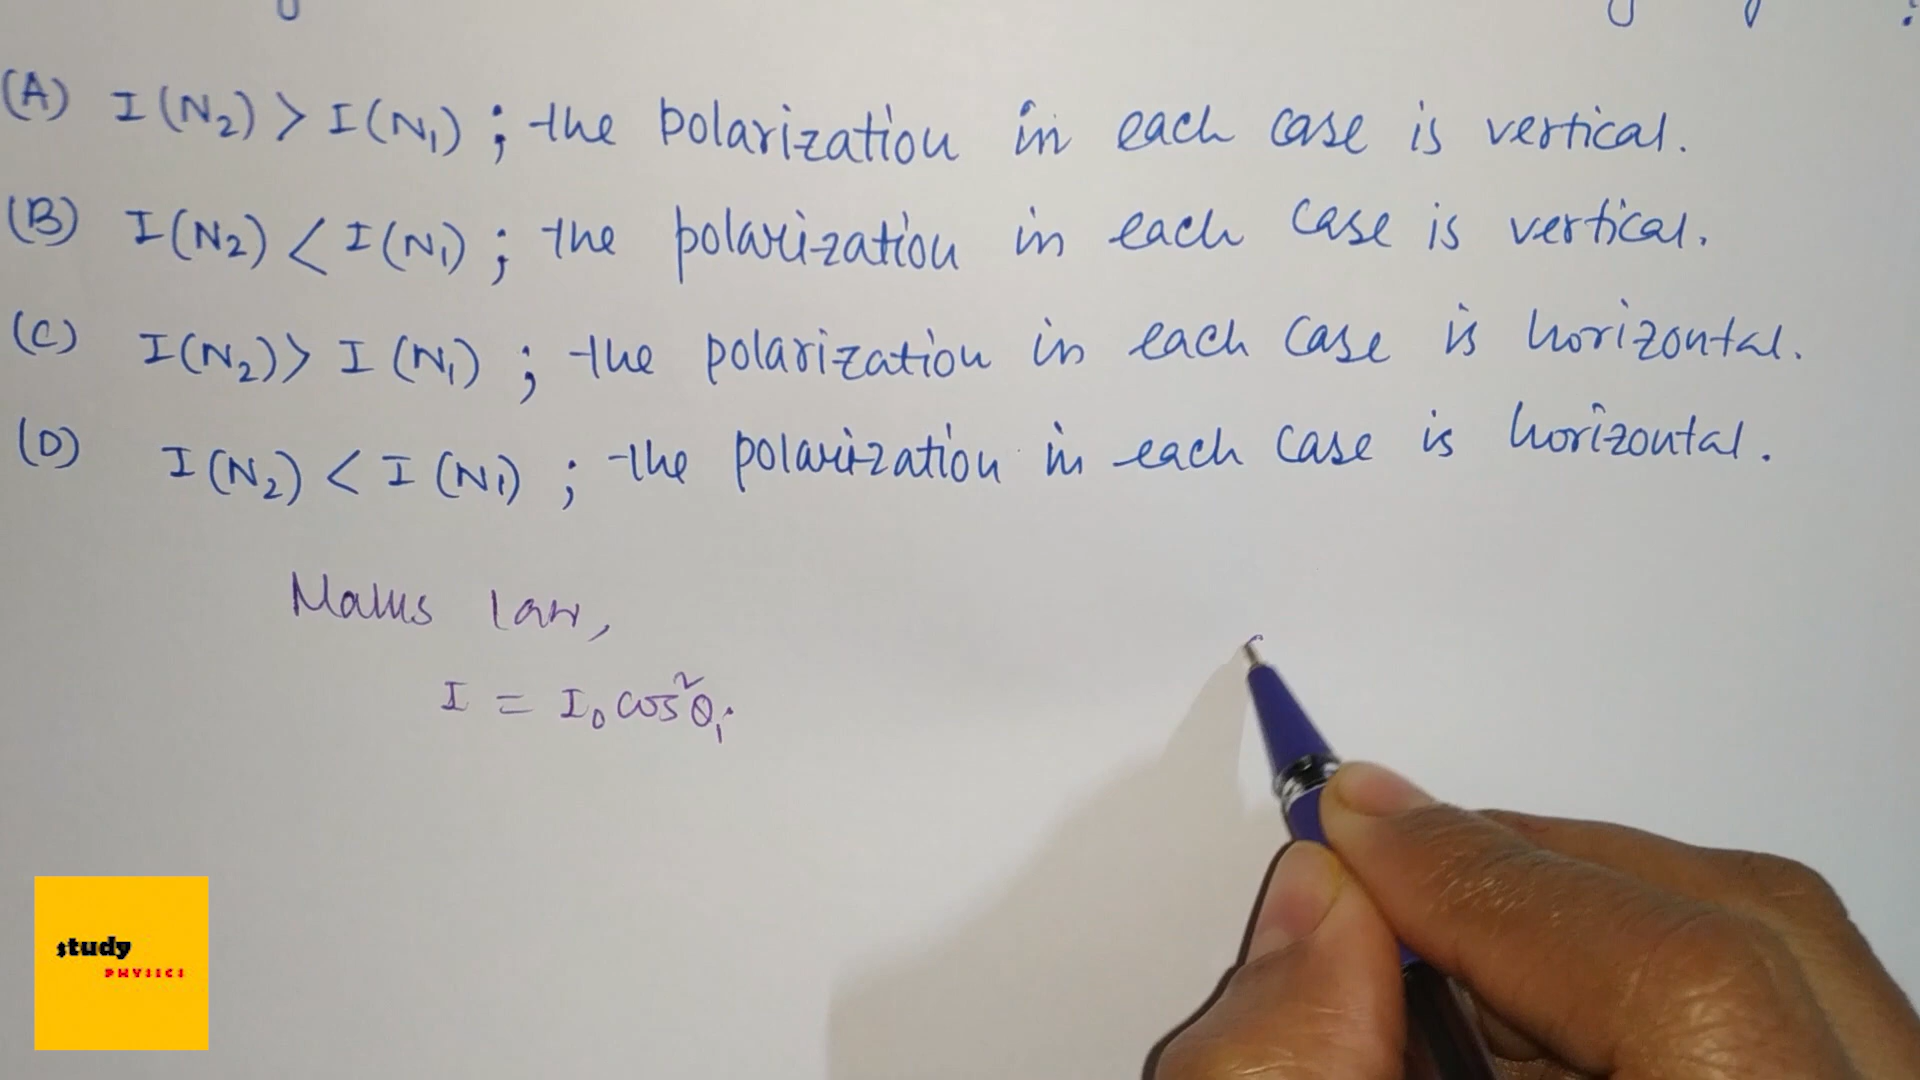 (A) I(N₂) > I(N₁) ; the polarization in each case is vertical.
(B) I(N₂) < I(N₁) ; the polarization in each case is vertical.
(C) I(N₂) > I(N₁) ; the polarization in each case is horizontal.
(D) I(N₂) < I(N₁) ; the polarization in each case is horizontal.
Malus law,
I = I₀ cos²θᵢ
study
PHYSICS